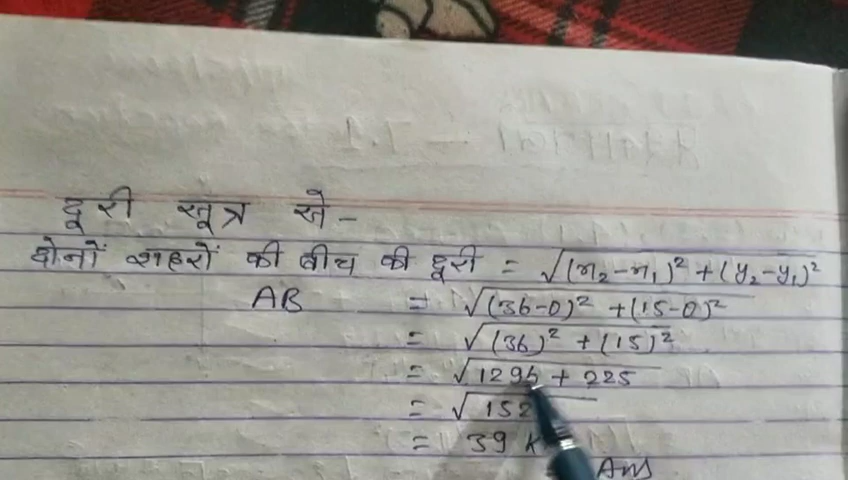 दूरी सूत्र से -
दोनों शहरों की बीच की दूरी = √(x₂-x₁)² + (y₂-y₁)²
AB = √(36-0)² + (15-0)²
= √(36)² + (15)²
= √1296 + 225
= √152
= 39 K
Ans